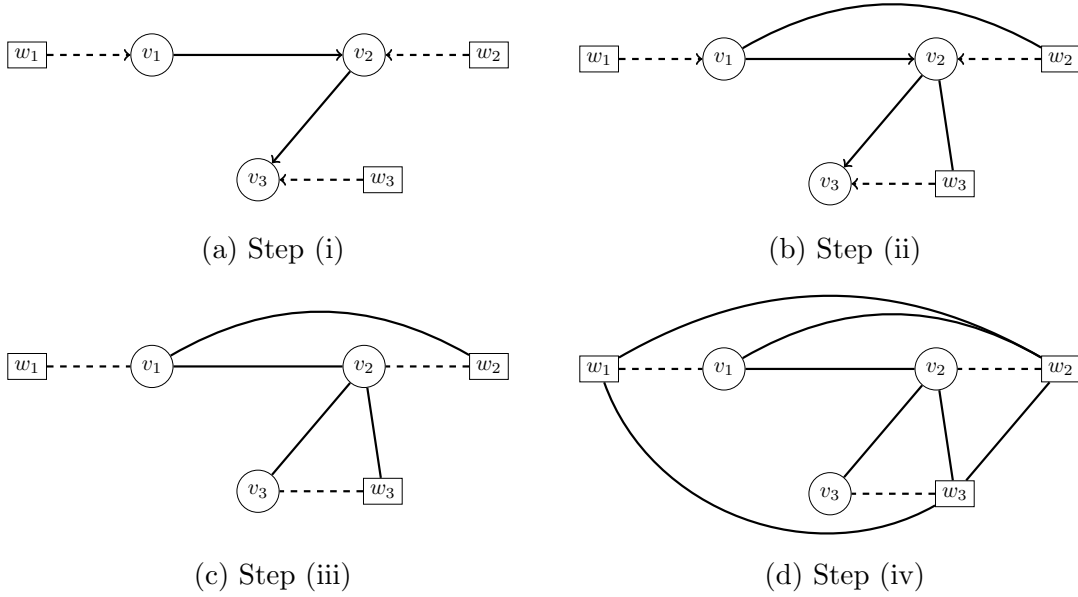 w₁ v₁ v₂ w₂
v₃ w₃
(a) Step (i)
w₁ v₁ v₂ w₂
v₃ w₃
(b) Step (ii)
w₁ v₁ v₂ w₂
v₃ w₃
(c) Step (iii)
w₁ v₁ v₂ w₂
v₃ w₃
(d) Step (iv)